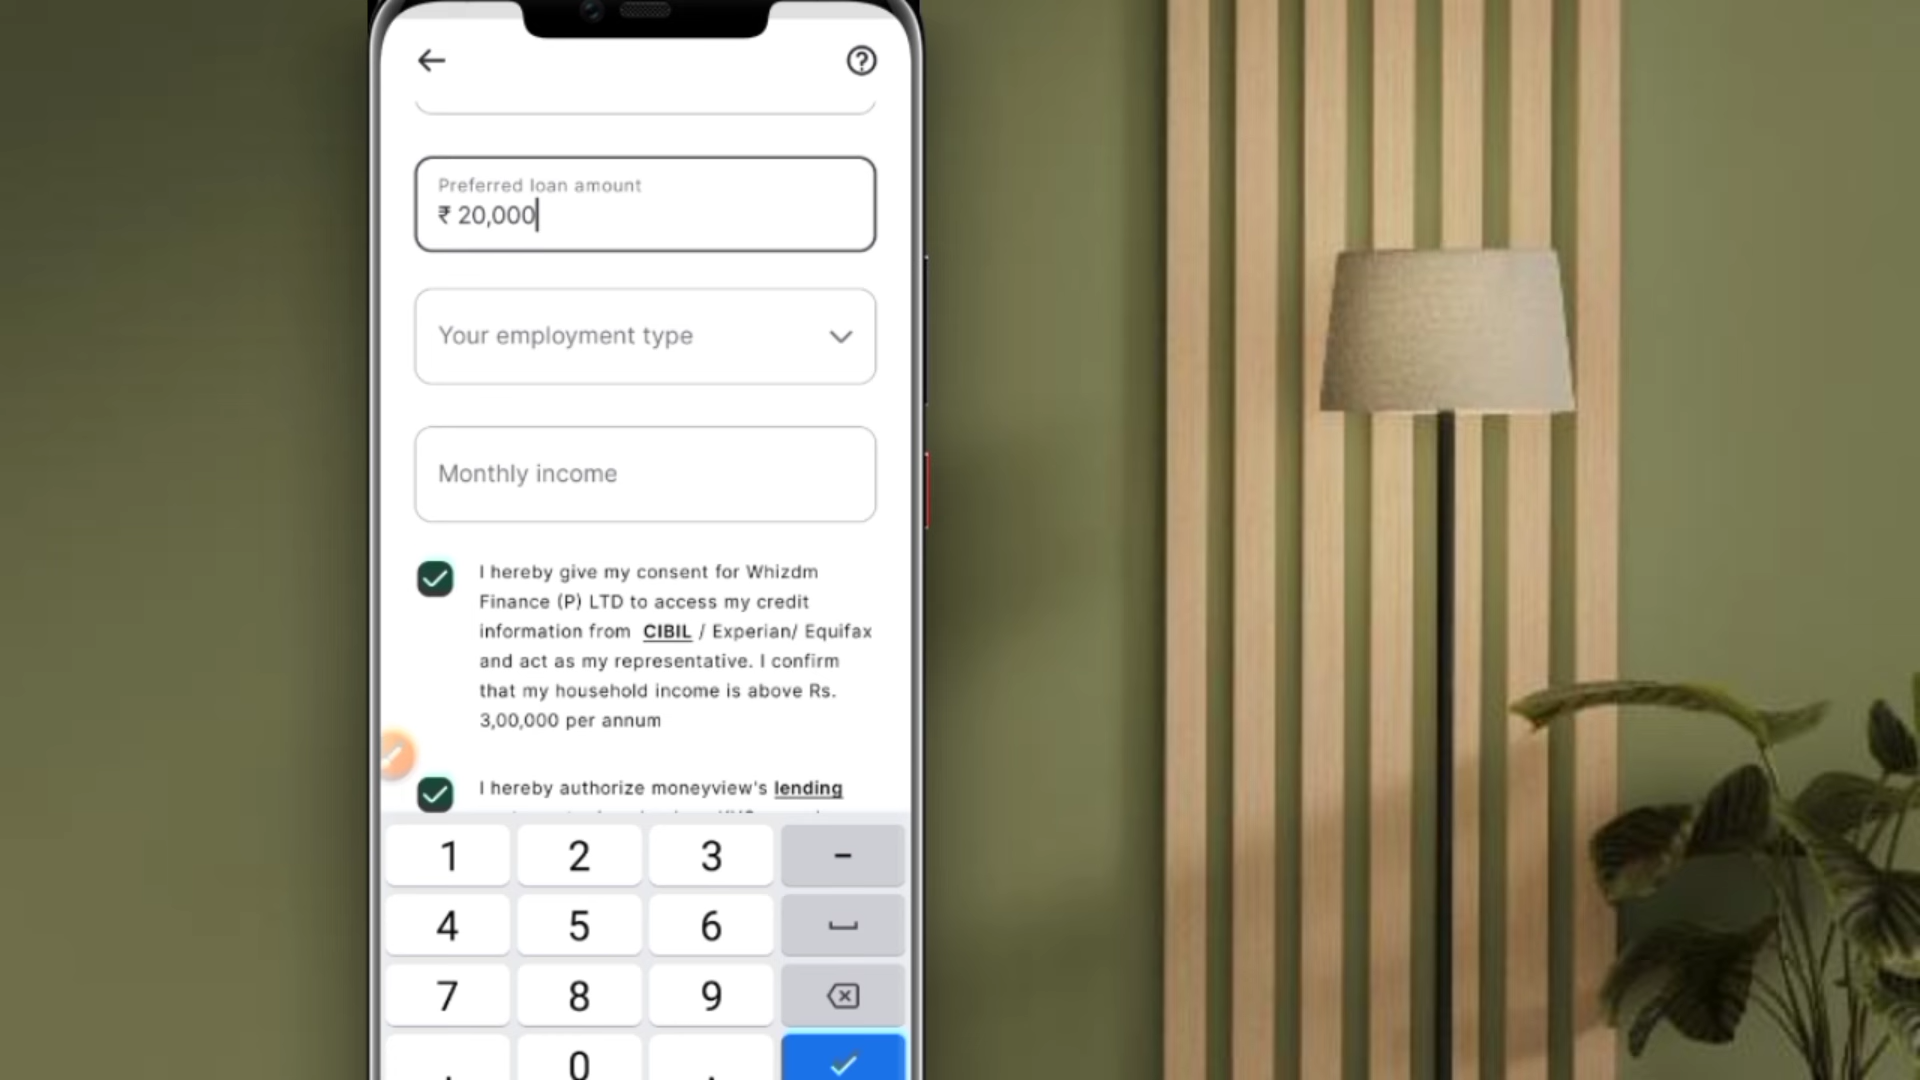 Preferred loan amount
₹ 20,000
Your employment type
Monthly income
I hereby give my consent for Whizdm
Finance (P) LTD to access my credit
information from CIBIL / Experian/ Equifax
and act as my representative. I confirm
that my household income is above Rs.
3,00,000 per annum
I hereby authorize moneyview's lending
1 2 3 -
4 5 6
7 8 9
, 0 .